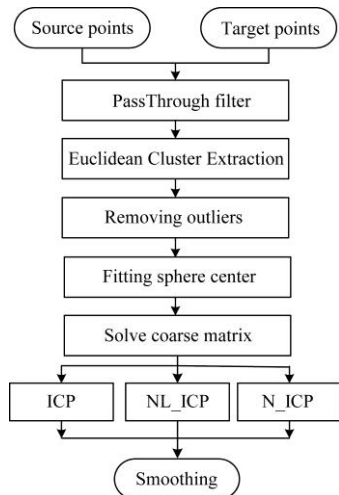 Source points
Target points
PassThrough filter
Euclidean Cluster Extraction
Removing outliers
Fitting sphere center
Solve coarse matrix
ICP
NL_ICP
N_ICP
Smoothing